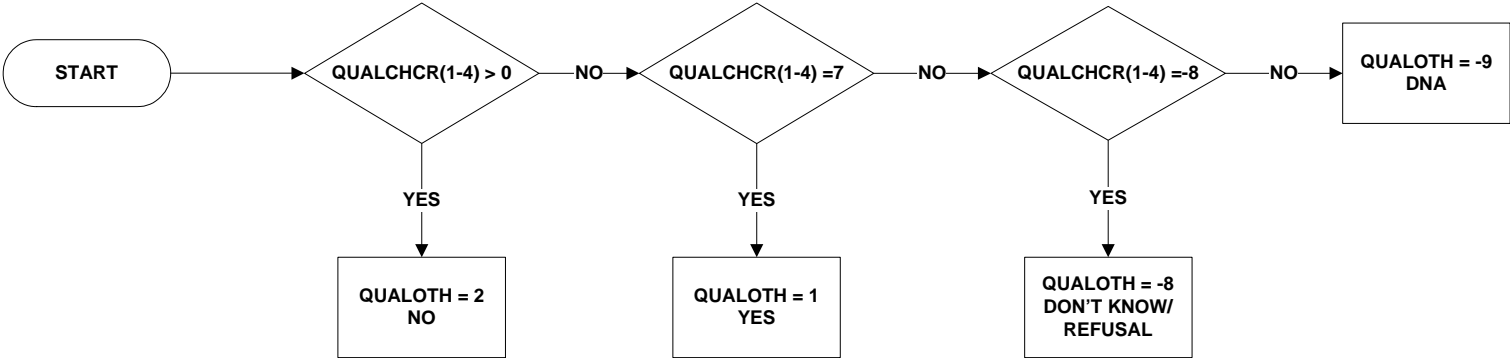 START
QUALCHCR(1-4) > 0
NO
QUALCHCR(1-4) =7
NO
QUALCHCR(1-4) =-8
NO
QUALOTH = -9
DNA
YES
YES
YES
QUALOTH = 2
NO
QUALOTH = 1
YES
QUALOTH = -8
DON’T KNOW/
REFUSAL